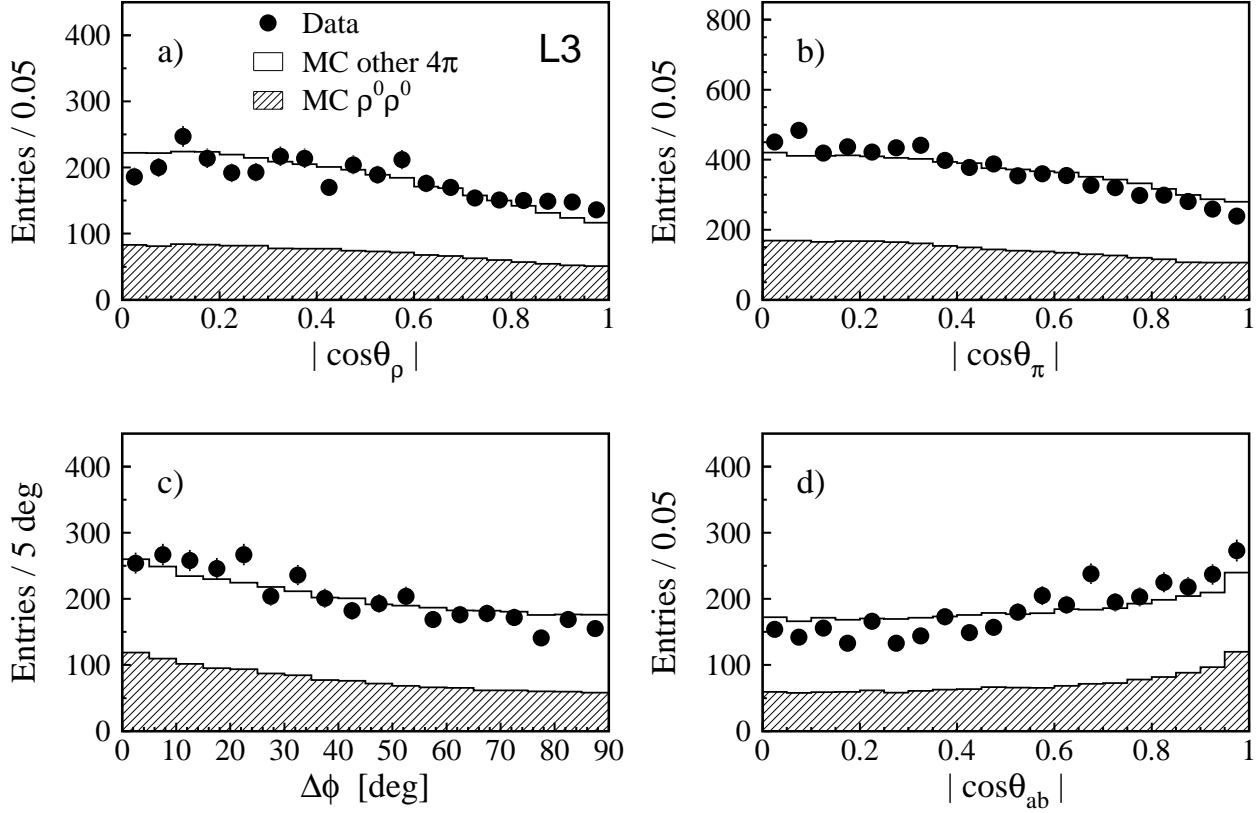 a)
Data
MC other 4π
MC ρ⁰ρ⁰
L3
Entries / 0.05
400
300
200
100
0
0 0.2 0.4 0.6 0.8 1
| cosθρ |
b)
Entries / 0.05
800
600
400
200
0
0 0.2 0.4 0.6 0.8 1
| cosθπ |
c)
Entries / 5 deg
400
300
200
100
0
0 10 20 30 40 50 60 70 80 90
Δϕ [deg]
d)
Entries / 0.05
400
300
200
100
0
0 0.2 0.4 0.6 0.8 1
| cosθab |